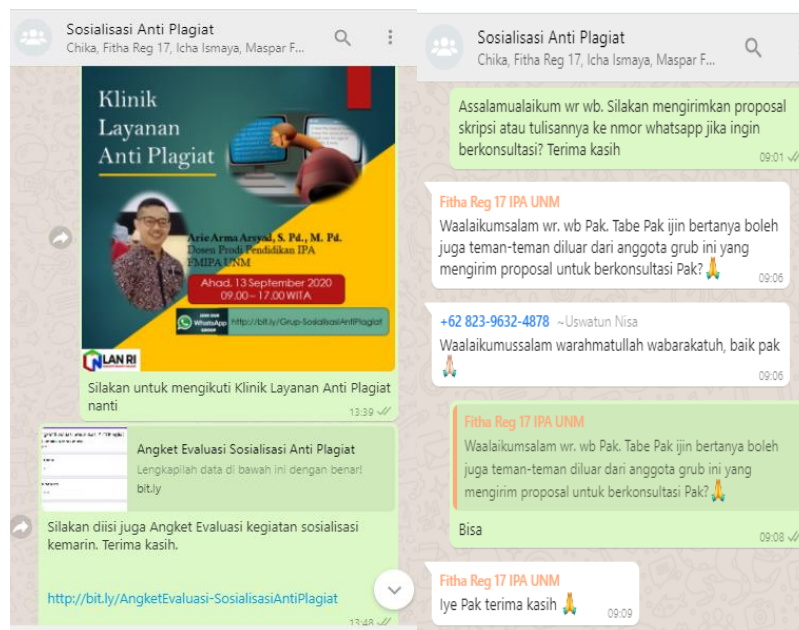 Sosialisasi Anti Plagiat
Chika, Fitha Reg 17, Icha Ismaya, Maspar F...
Klinik
Layanan
Anti Plagiat
Arie Arma Arsyad, S. Pd., M. Pd.
Dosen Prodi Pendidikan IPA
FMIPA UNM
Ahad, 13 September 2020
09.00 – 17.00 WITA
WhatsApp
http://bit.ly/Grup-SosialisasiAntiPlagiat
LAN RI
Silakan untuk mengikuti Klinik Layanan Anti Plagiat
nanti
13:39
Angket Evaluasi Sosialisasi Anti Plagiat
Lengkapilah data di bawah ini dengan benar!
bit.ly
Silakan diisi juga Angket Evaluasi kegiatan sosialisasi
kemarin. Terima kasih.
http://bit.ly/AngketEvaluasi-SosialisasiAntiPlagiat
13:48
Sosialisasi Anti Plagiat
Chika, Fitha Reg 17, Icha Ismaya, Maspar F...
Assalamualaikum wr wb. Silakan mengirimkan proposal
skripsi atau tulisannya ke nmor whatsapp jika ingin
berkonsultasi? Terima kasih
09:01
Fitha Reg 17 IPA UNM
Waalaikumsalam wr. wb Pak. Tabe Pak ijin bertanya boleh
juga teman-teman diluar dari anggota grub ini yang
mengirim proposal untuk berkonsultasi Pak?🙏
09:06
+62 823-9632-4878 ~Uswatun Nisa
Waalaikumussalam warahmatullah wabarakatuh, baik pak
🙏🏻
09:06
Fitha Reg 17 IPA UNM
Waalaikumsalam wr. wb Pak. Tabe Pak ijin bertanya boleh
juga teman-teman diluar dari anggota grub ini yang
mengirim proposal untuk berkonsultasi Pak?🙏
Bisa
09:08
Fitha Reg 17 IPA UNM
Iye Pak terima kasih 🙏
09:09